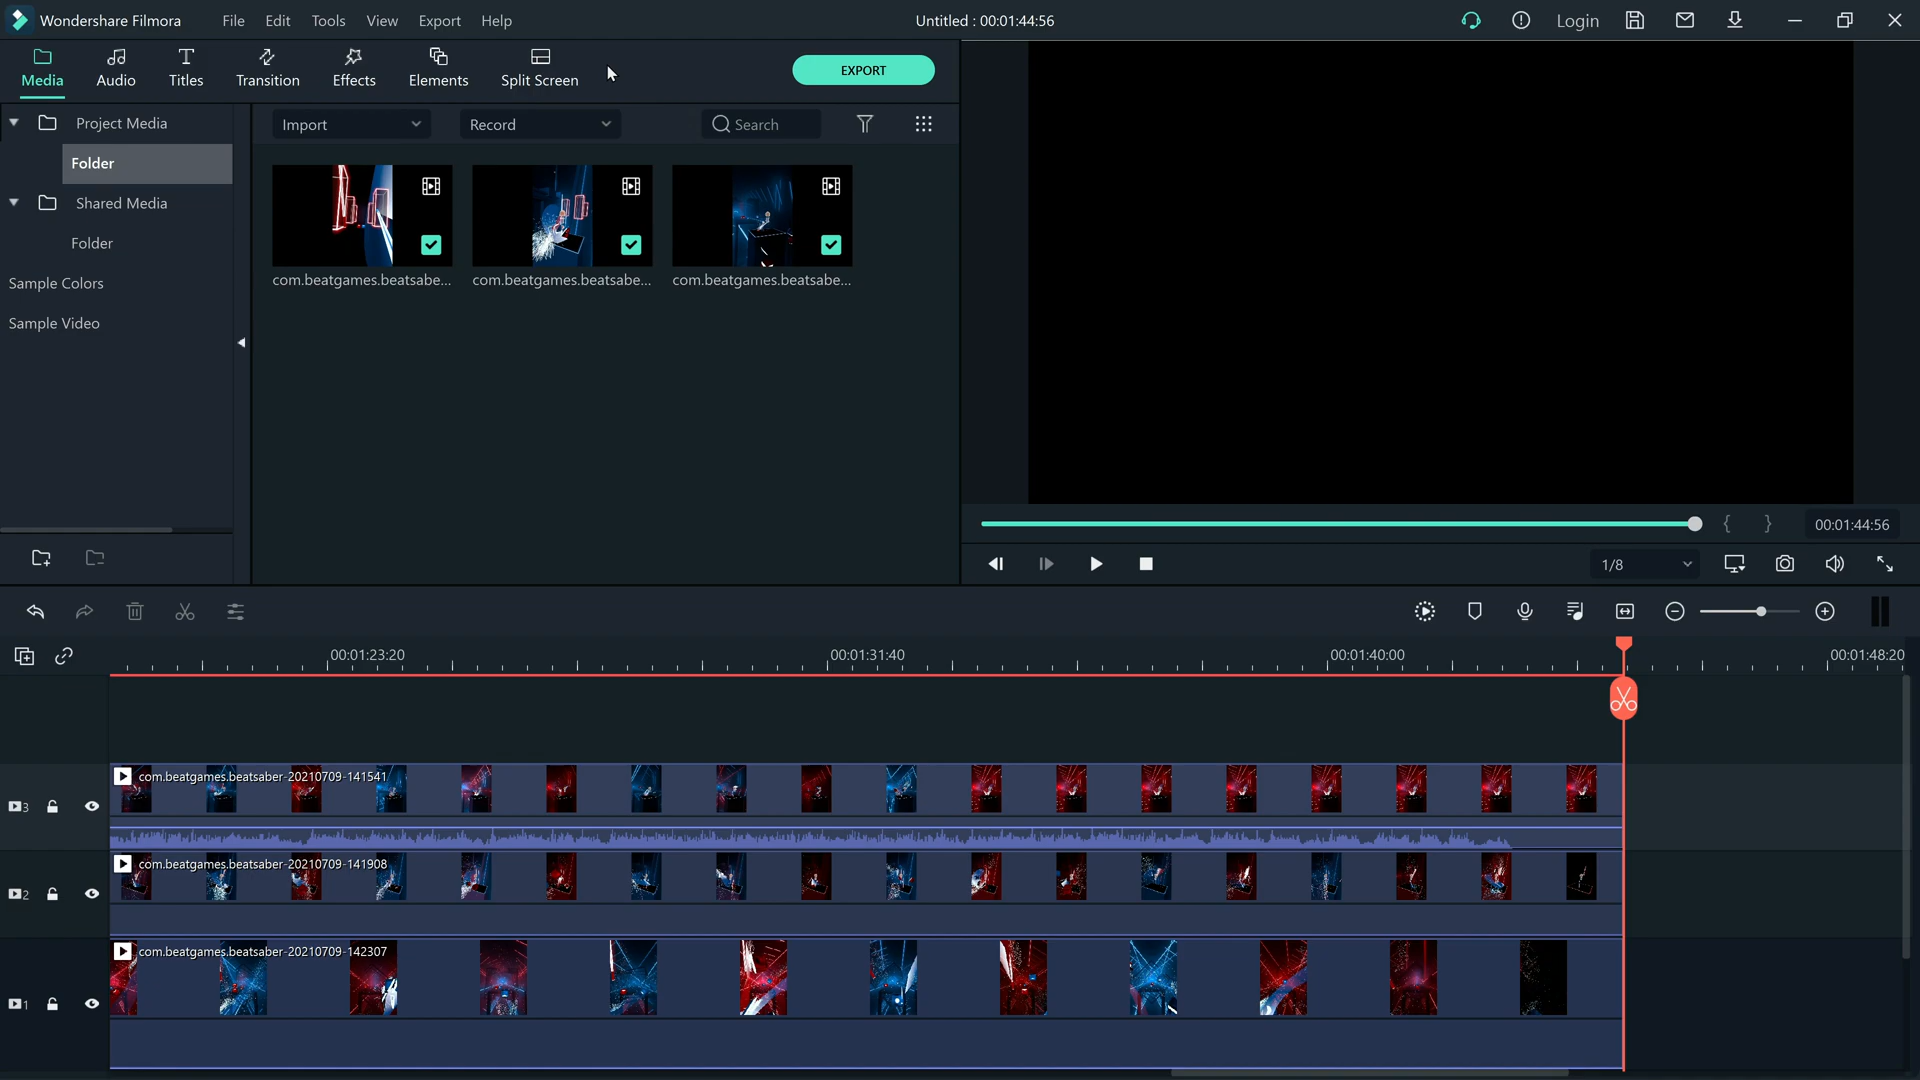 Wondershare Filmora File Edit Tools View Export Help Untitled : 00:01:44:56 Login
Media Audio Titles Transition Effects Elements Split Screen EXPORT
Project Media
Folder
Shared Media
Folder
Sample Colors
Sample Video
Import Record Search
com.beatgames.beatsabe... com.beatgames.beatsabe... com.beatgames.beatsabe...
{ } 00:01:44:56
1/8
00:01:23:20 00:01:31:40 00:01:40:00 00:01:48:20
com.beatgames.beatsaber-20210709-141541
3
com.beatgames.beatsaber-20210709-141908
2
com.beatgames.beatsaber-20210709-142307
1